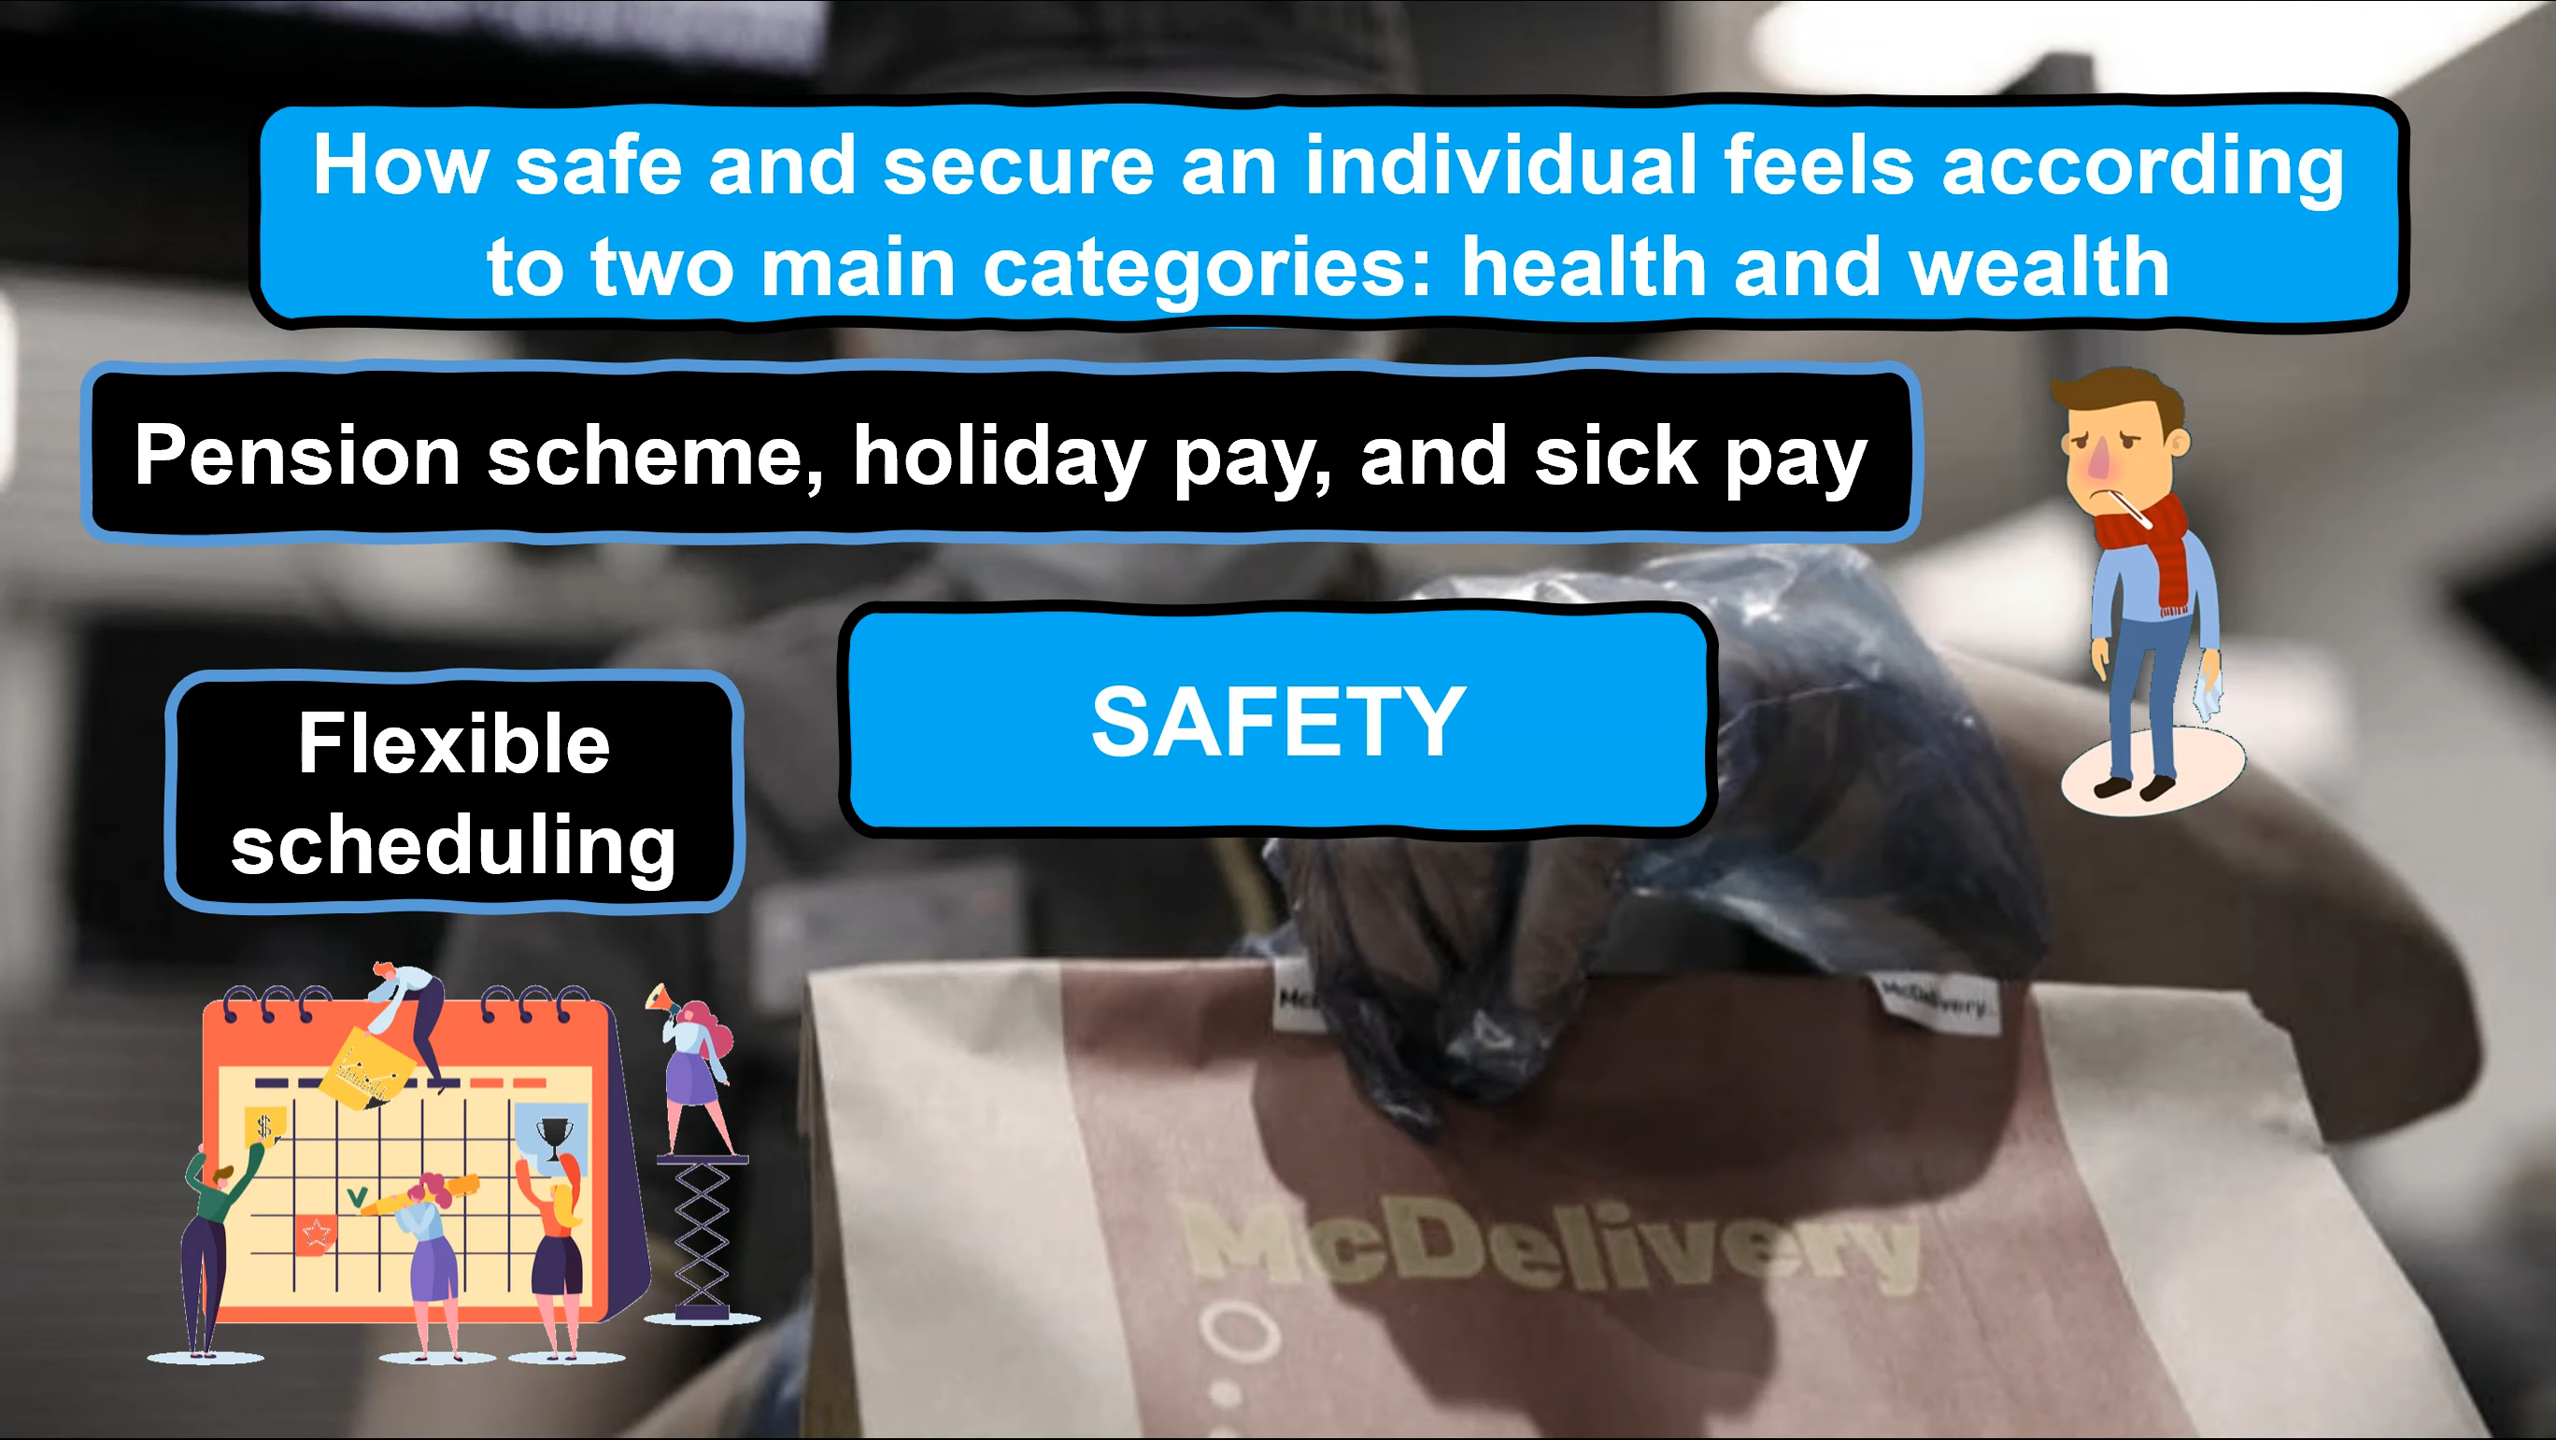 How safe and secure an individual feels according
to two main categories: health and wealth
Pension scheme, holiday pay, and sick pay
SAFETY
Flexible
scheduling
$
McDelivery
McDelivery